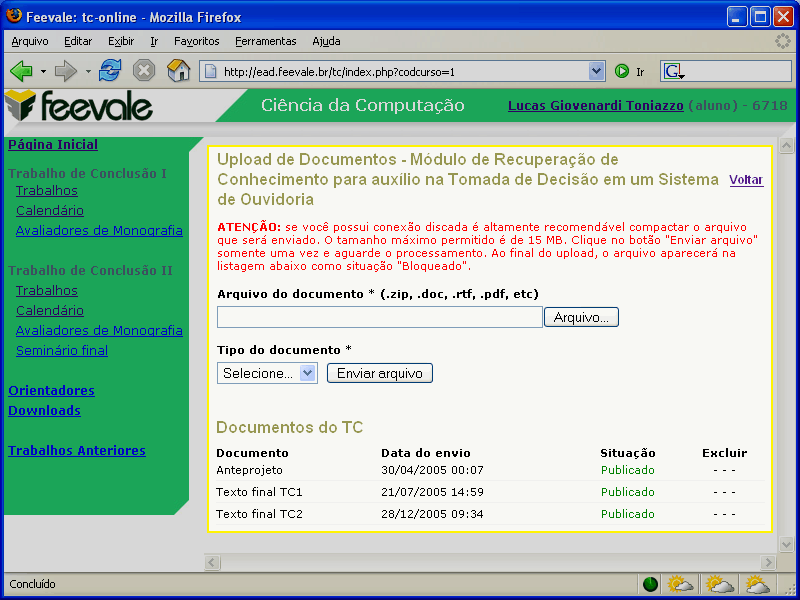 Feevale: tc-online - Mozilla Firefox
Arquivo Editar Exibir Ir Favoritos Ferramentas Ajuda
http://ead.feevale.br/tc/index.php?codcurso=1 Ir G
feevale Ciência da Computação Lucas Giovenardi Toniazzo (aluno) - 6718
Página Inicial
Trabalho de Conclusão I
Trabalhos
Calendário
Avaliadores de Monografia
Trabalho de Conclusão II
Trabalhos
Calendário
Avaliadores de Monografia
Seminário final
Orientadores
Downloads
Trabalhos Anteriores
Upload de Documentos - Módulo de Recuperação de
Conhecimento para auxílio na Tomada de Decisão em um Sistema
de Ouvidoria
Voltar
ATENÇÃO: se você possui conexão discada é altamente recomendável compactar o arquivo
que será enviado. O tamanho máximo permitido é de 15 MB. Clique no botão "Enviar arquivo"
somente uma vez e aguarde o processamento. Ao final do upload, o arquivo aparecerá na
listagem abaixo como situação "Bloqueado".
Arquivo do documento * (.zip, .doc, .rtf, .pdf, etc)
Arquivo...
Tipo do documento *
Selecione... Enviar arquivo
Documentos do TC
Documento Data do envio Situação Excluir
Anteprojeto 30/04/2005 00:07 Publicado - - -
Texto final TC1 21/07/2005 14:59 Publicado - - -
Texto final TC2 28/12/2005 09:34 Publicado - - -
Concluído